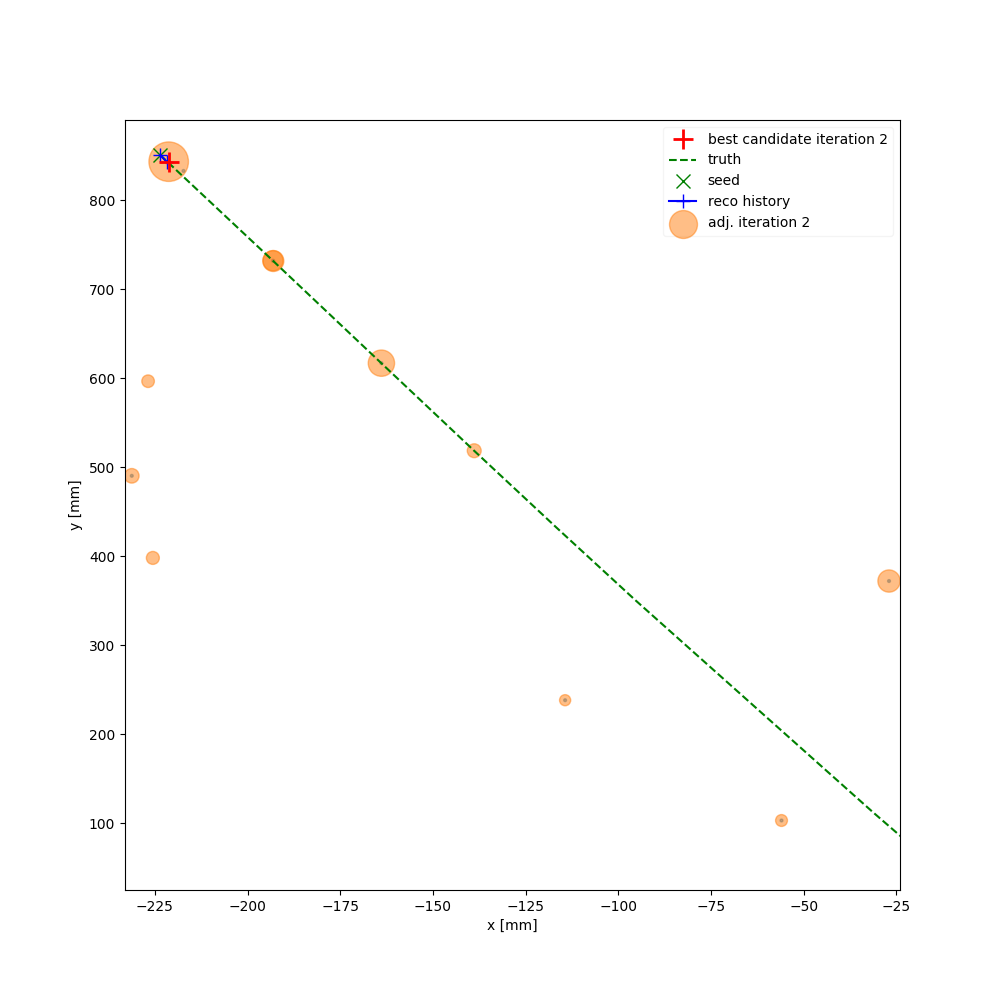 best candidate iteration 2
truth
seed
reco history
adj. iteration 2
800
700
600
500
400
300
200
100
y [mm]
−225
−200
−175
−150
−125
−100
−75
−50
−25
x [mm]